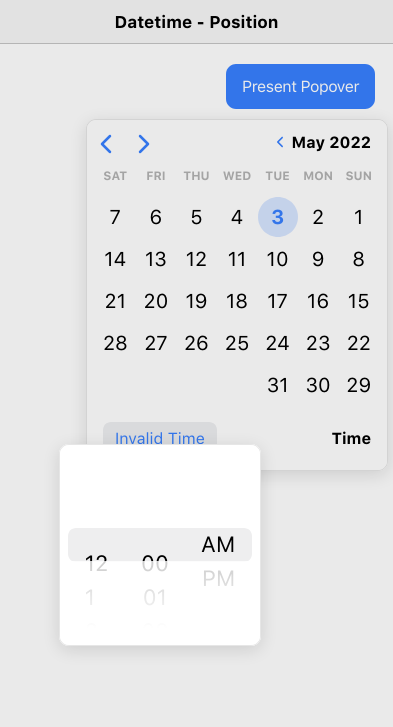 Datetime - Position
Present Popover
May 2022
SAT FRI THU WED TUE MON SUN
7 6 5 4 3 2 1
14 13 12 11 10 9 8
21 20 19 18 17 16 15
28 27 26 25 24 23 22
31 30 29
Invalid Time Time
12 00 AM
1 01 PM